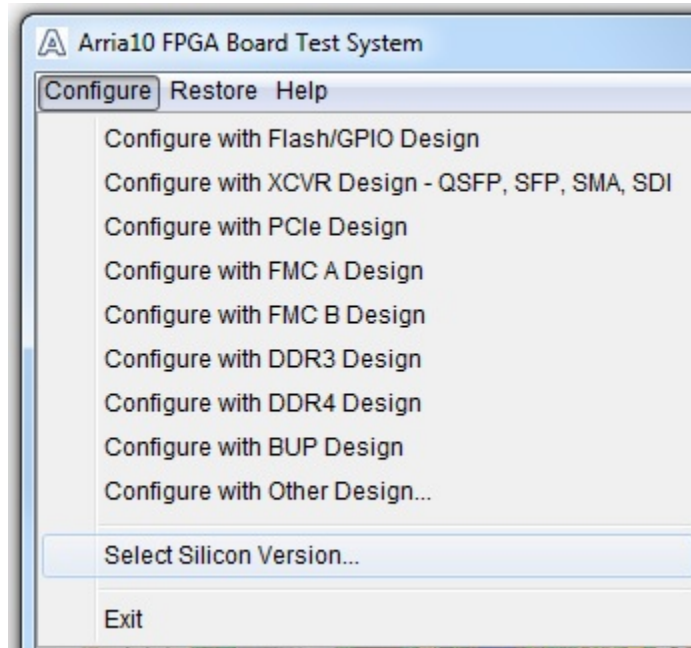 Arria10 FPGA Board Test System
Configure Restore Help
Configure with Flash/GPIO Design
Configure with XCVR Design - QSFP, SFP, SMA, SDI
Configure with PCIe Design
Configure with FMC A Design
Configure with FMC B Design
Configure with DDR3 Design
Configure with DDR4 Design
Configure with BUP Design
Configure with Other Design...
Select Silicon Version...
Exit